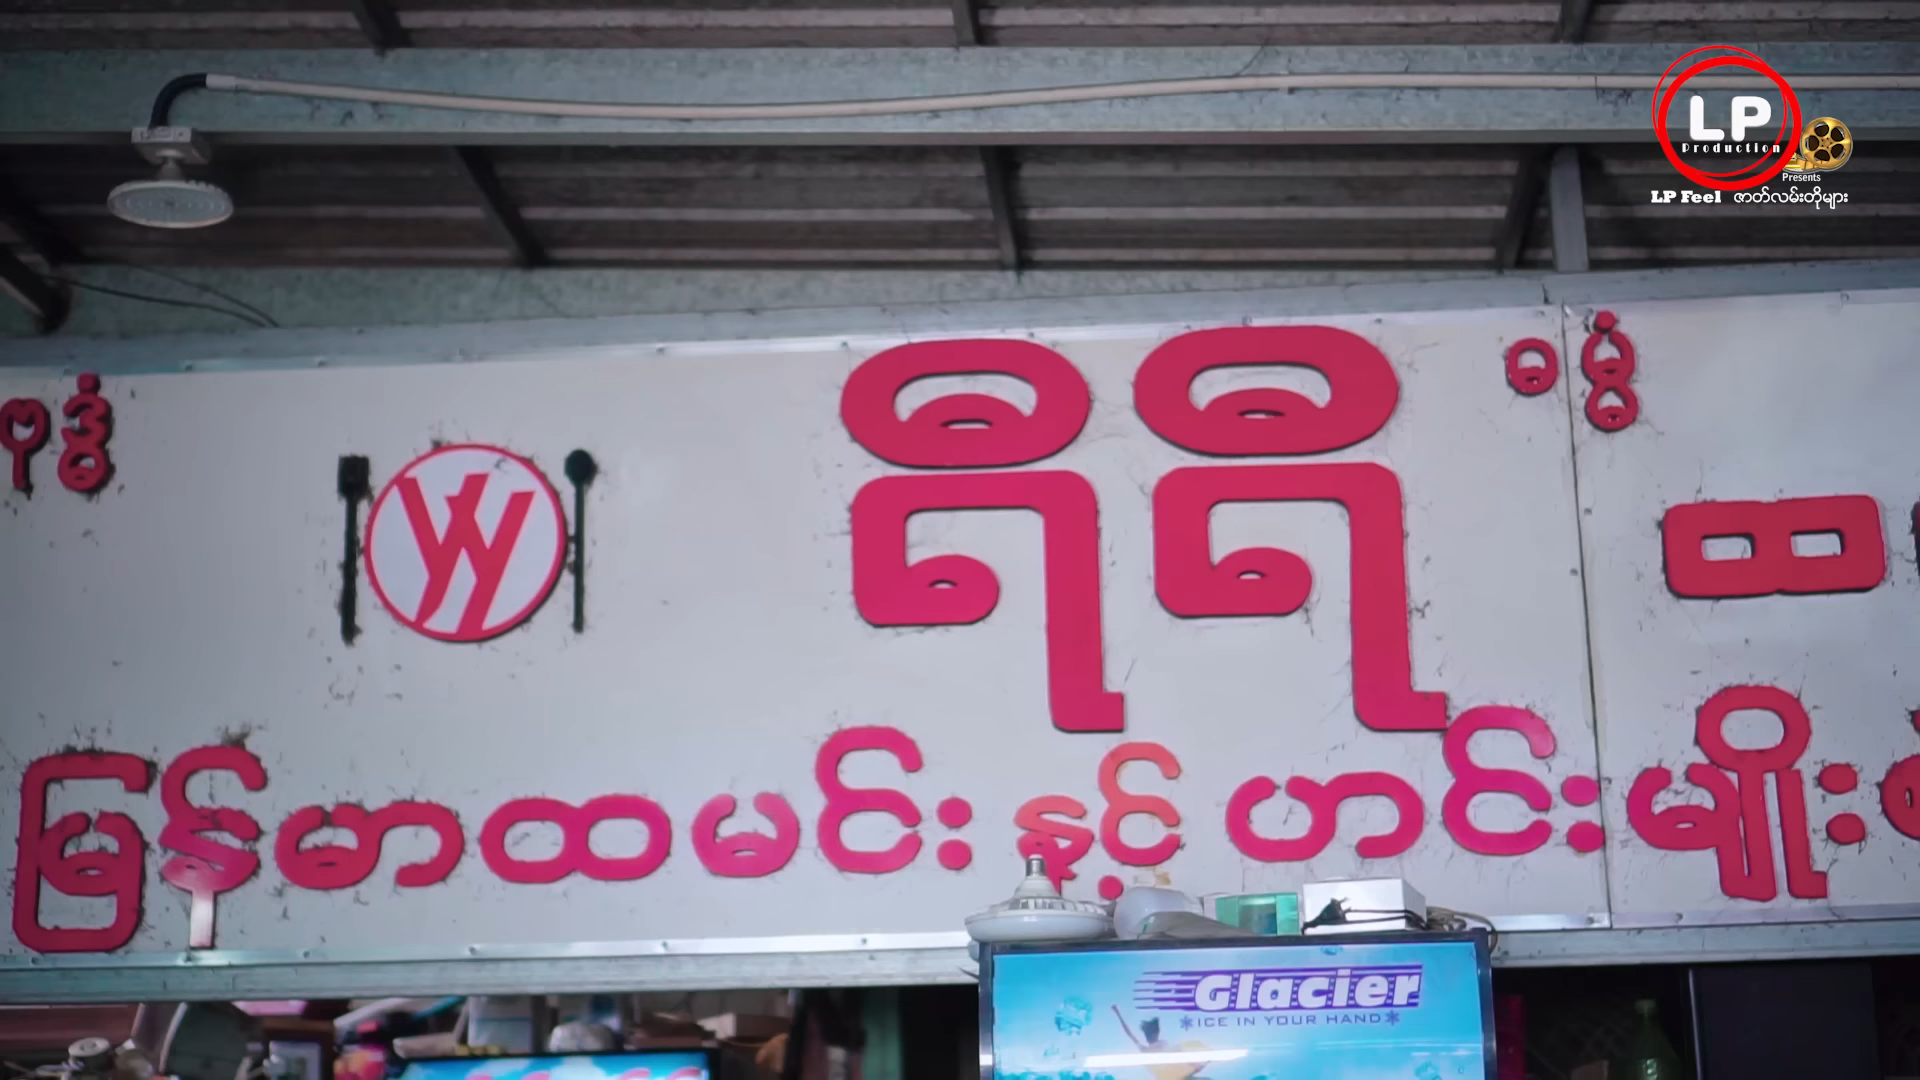 LP
Production
Presents
LP Feel ဇာတ်လမ်းတိုများ
ရီရီ
မြန်မာထမင်း နှင့် ဟင်းမျိုး
Glacier
ICE IN YOUR HAND